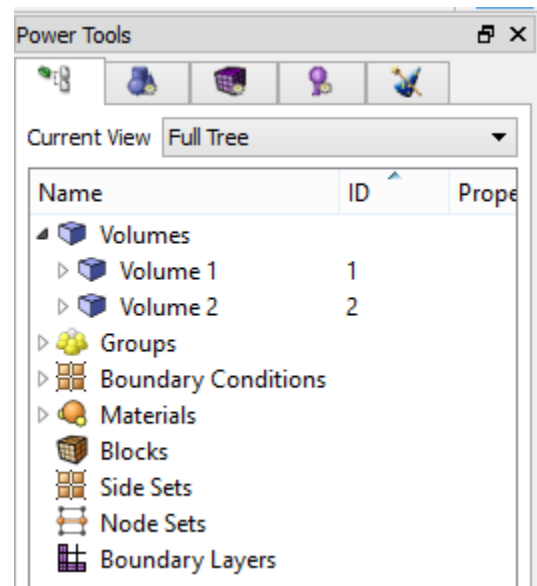 Power Tools
Current View Full Tree
Name ID Prope
Volumes
Volume 1 1
Volume 2 2
Groups
Boundary Conditions
Materials
Blocks
Side Sets
Node Sets
Boundary Layers